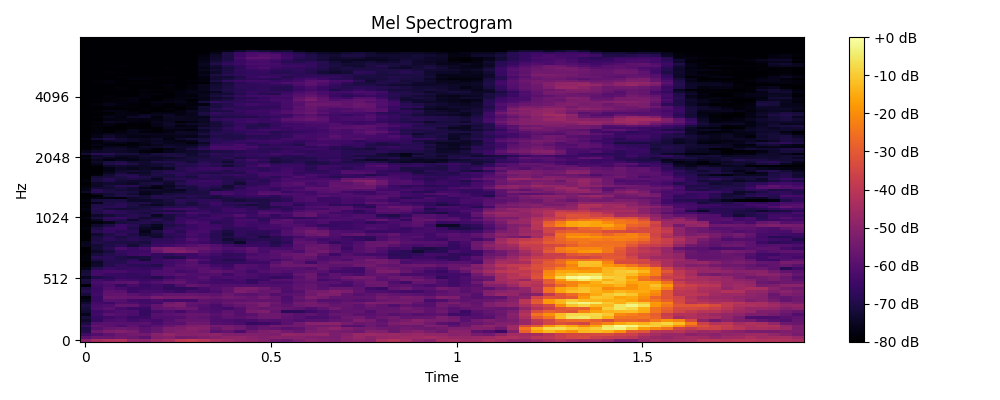 Mel Spectrogram
Hz
4096
2048
1024
512
0
0
0.5
1
1.5
Time
+0 dB
-10 dB
-20 dB
-30 dB
-40 dB
-50 dB
-60 dB
-70 dB
-80 dB